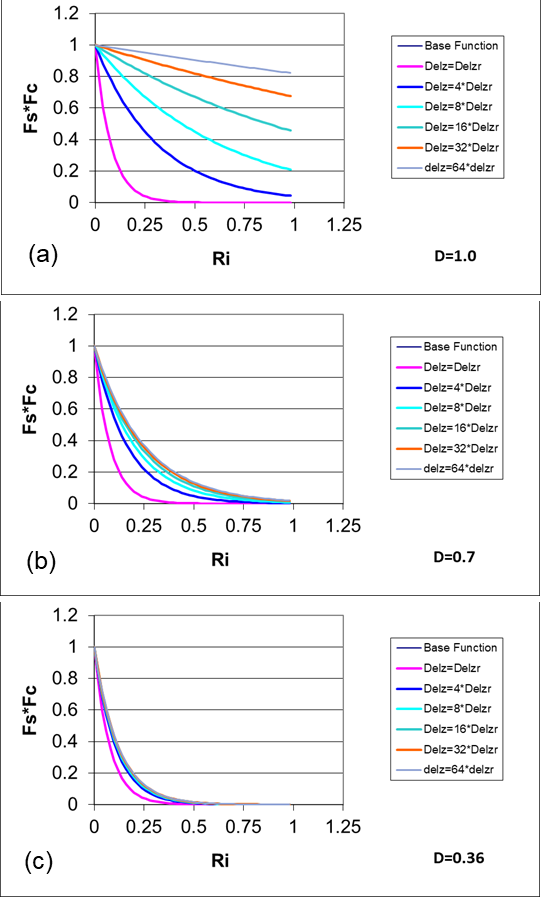 1.2
1
0.8
0.6
0.4
0.2
0
Fs*Fc
0 0.25 0.5 0.75 1 1.25
Ri
(a)
Base Function
Delz=Delzr
Delz=4*Delzr
Delz=8*Delzr
Delz=16*Delzr
Delz=32*Delzr
delz=64*delzr
D=1.0
1.2
1
0.8
0.6
0.4
0.2
0
Fs*Fc
0 0.25 0.5 0.75 1 1.25
Ri
(b)
Base Function
Delz=Delzr
Delz=4*Delzr
Delz=8*Delzr
Delz=16*Delzr
Delz=32*Delzr
delz=64*delzr
D=0.7
1.2
1
0.8
0.6
0.4
0.2
0
Fs*Fc
0 0.25 0.5 0.75 1 1.25
Ri
(c)
Base Function
Delz=Delzr
Delz=4*Delzr
Delz=8*Delzr
Delz=16*Delzr
Delz=32*Delzr
delz=64*delzr
D=0.36